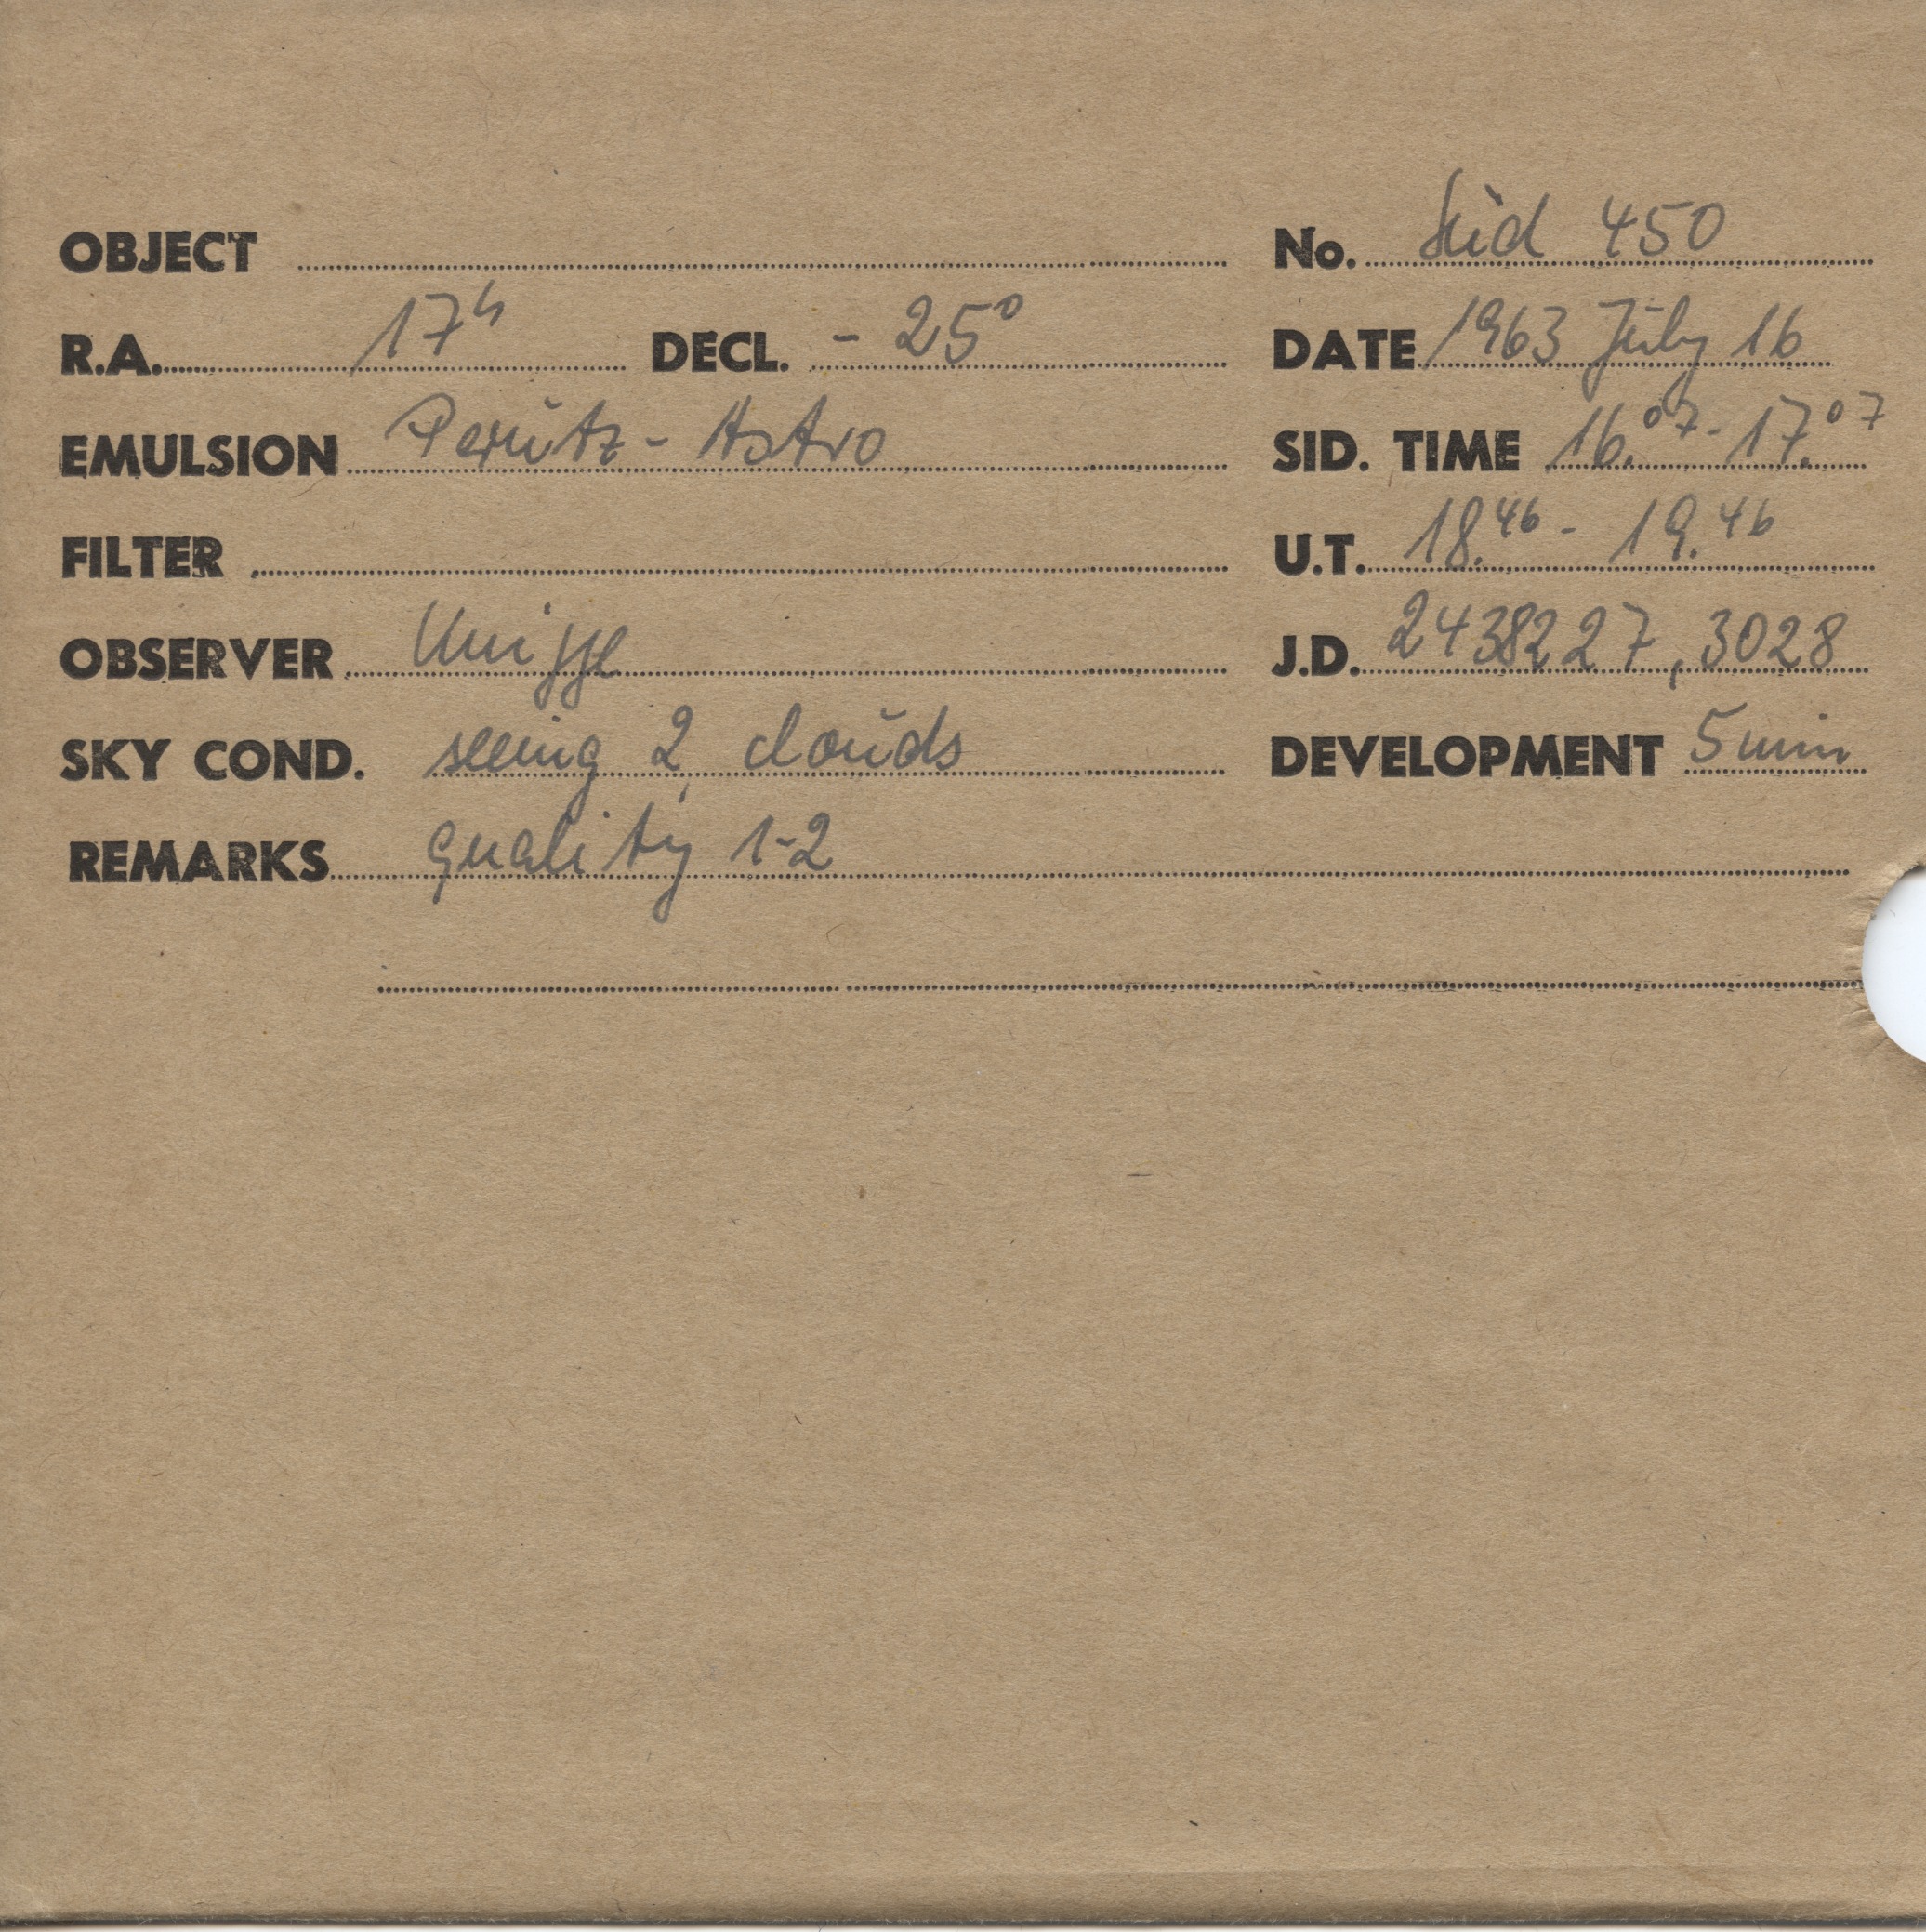 OBJECT No. Süd 450
R.A. 17h DECL. - 25° DATE 1963 July 16
EMULSION Perutz - Astro SID. TIME 16.07 - 17.07
FILTER U.T. 18.46 - 19.46
OBSERVER J.D. 2438227,3028
SKY COND. seeing 2, clouds DEVELOPMENT 5 min
REMARKS quality 1-2